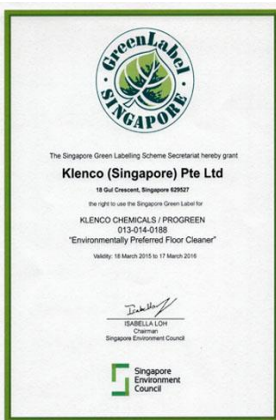 GreenLabel
SINGAPORE
The Singapore Green Labelling Scheme Secretariat hereby grant
Klenco (Singapore) Pte Ltd
18 Gul Crescent, Singapore 629527
the right to use the Singapore Green Label for
KLENCO CHEMICALS / PROGREEN
013-014-0188
"Environmentally Preferred Floor Cleaner"
Validity: 18 March 2015 to 17 March 2016
Isabella
ISABELLA LOH
Chairman
Singapore Environment Council
Singapore
Environment
Council